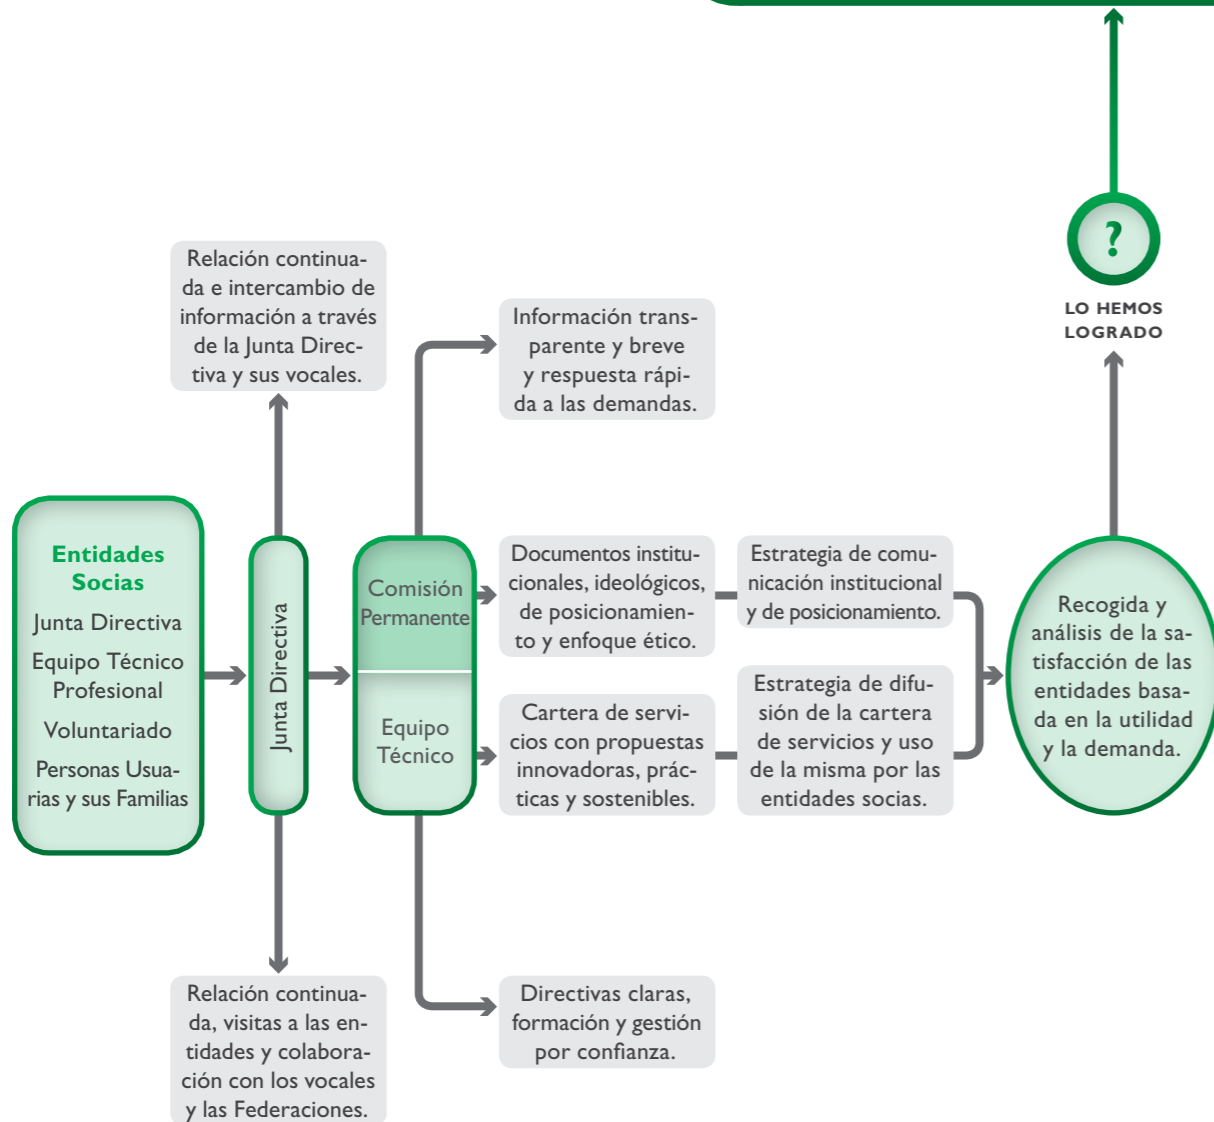 ?
LO HEMOS
LOGRADO
Relación continua-
da e intercambio de
información a través
de la Junta Direc-
tiva y sus vocales.
Información trans-
parente y breve
y respuesta rápi-
da a las demandas.
Entidades
Socias
Junta Directiva
Equipo Técnico
Profesional
Voluntariado
Personas Usua-
rias y sus Familias
Junta Directiva
Comisión
Permanente
Equipo
Técnico
Documentos institu-
cionales, ideológicos,
de posicionamien-
to y enfoque ético.
Estrategia de comu-
nicación institucional
y de posicionamiento.
Cartera de servi-
cios con propuestas
innovadoras, prác-
ticas y sostenibles.
Estrategia de difu-
sión de la cartera
de servicios y uso
de la misma por las
entidades socias.
Recogida y
análisis de la sa-
tisfacción de las
entidades basa-
da en la utilidad
y la demanda.
Relación continua-
da, visitas a las en-
tidades y colabora-
ción con los vocales
y las Federaciones.
Directivas claras,
formación y gestión
por confianza.